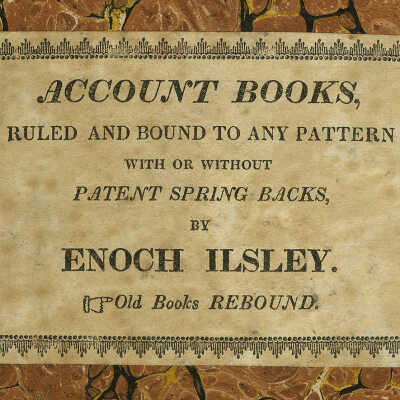 ACCOUNT BOOKS,
RULED AND BOUND TO ANY PATTERN
WITH OR WITHOUT
PATENT SPRING BACKS,
BY
ENOCH ILSLEY.
☞Old Books REBOUND.